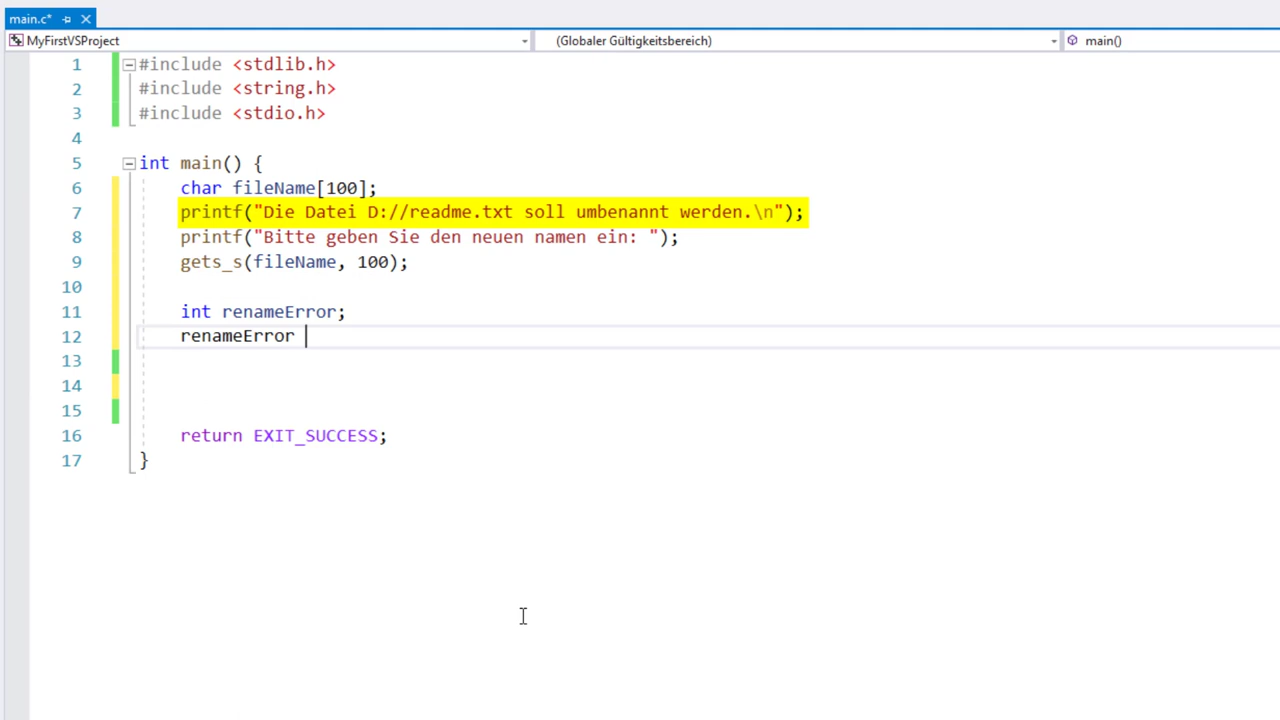 main.c*
MyFirstVSProject (Globaler Gültigkeitsbereich) main()
1 #include <stdlib.h>
2 #include <string.h>
3 #include <stdio.h>
4
5 int main() {
6 char fileName[100];
7 printf("Die Datei D://readme.txt soll umbenannt werden.\n");
8 printf("Bitte geben Sie den neuen namen ein: ");
9 gets_s(fileName, 100);
10
11 int renameError;
12 renameError
13
14
15
16 return EXIT_SUCCESS;
17 }